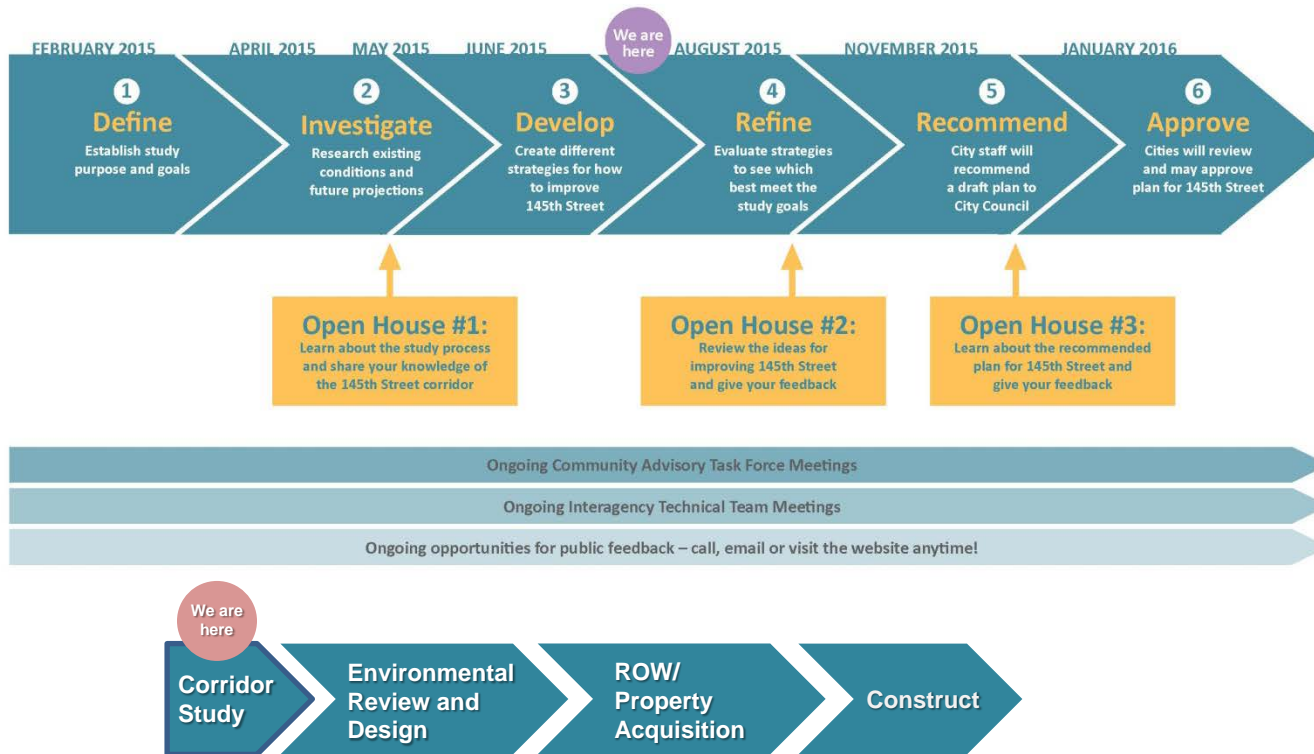 We are
here
FEBRUARY 2015
APRIL 2015
MAY 2015
JUNE 2015
AUGUST 2015
NOVEMBER 2015
JANUARY 2016
1
Define
Establish study
purpose and goals
2
Investigate
Research existing
conditions and
future projections
3
Develop
Create different
strategies for how
to improve
145th Street
4
Refine
Evaluate strategies
to see which
best meet the
study goals
5
Recommend
City staff will
recommend
a draft plan to
City Council
6
Approve
Cities will review
and may approve
plan for 145th Street
Open House #1:
Learn about the study process
and share your knowledge of
the 145th Street corridor
Open House #2:
Review the ideas for
improving 145th Street
and give your feedback
Open House #3:
Learn about the recommended
plan for 145th Street and
give your feedback
Ongoing Community Advisory Task Force Meetings
Ongoing Interagency Technical Team Meetings
Ongoing opportunities for public feedback – call, email or visit the website anytime!
We are
here
Corridor
Study
Environmental
Review and
Design
ROW/
Property
Acquisition
Construct